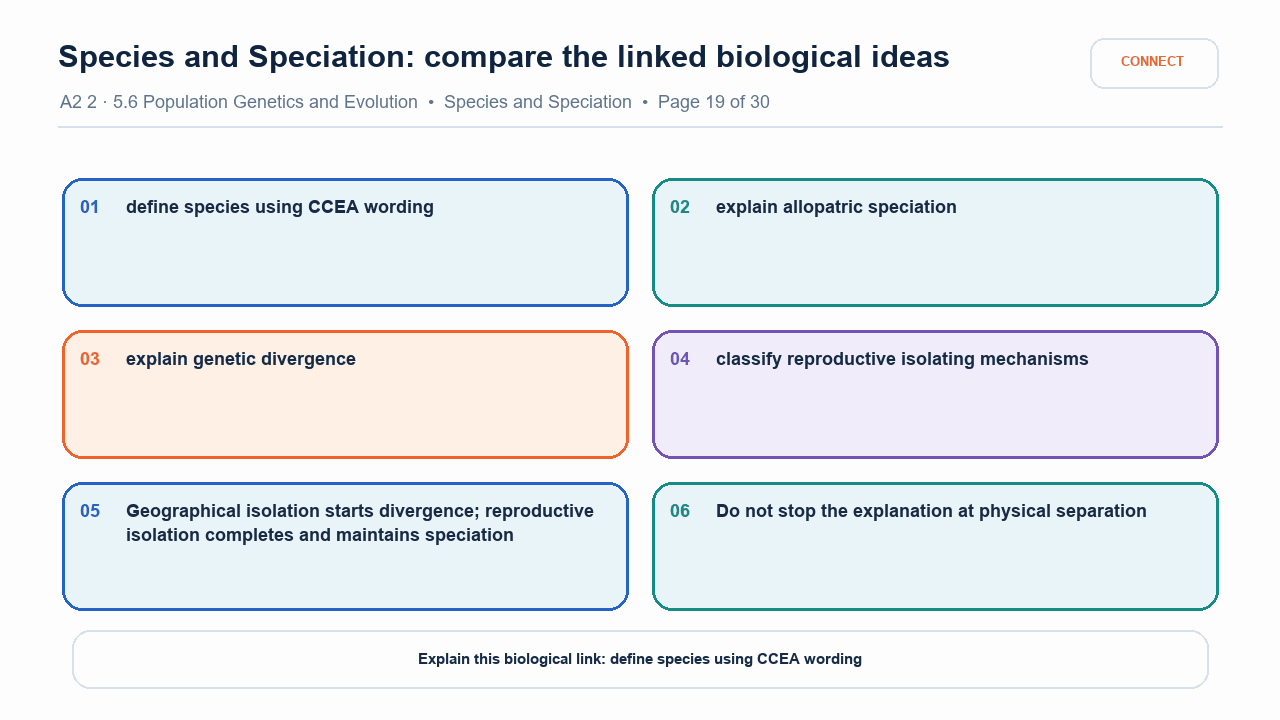 Species and Speciation: compare the linked biological ideas
CONNECT
A2 2 · 5.6 Population Genetics and Evolution • Species and Speciation • Page 19 of 30
01 define species using CCEA wording
02 explain allopatric speciation
03 explain genetic divergence
04 classify reproductive isolating mechanisms
05 Geographical isolation starts divergence; reproductive
isolation completes and maintains speciation
06 Do not stop the explanation at physical separation
Explain this biological link: define species using CCEA wording